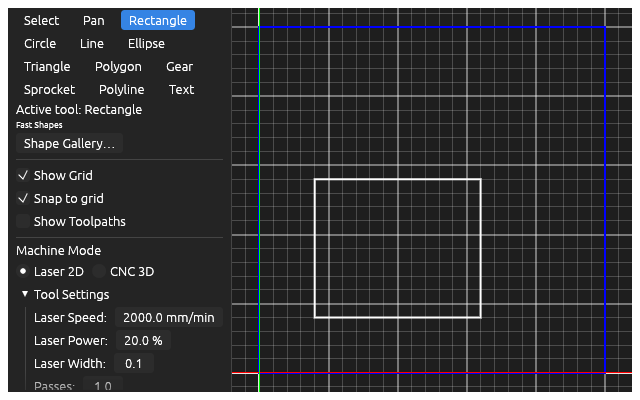 Select Pan Rectangle
Circle Line Ellipse
Triangle Polygon Gear
Sprocket Polyline Text
Active tool: Rectangle
Fast Shapes
Shape Gallery...
Show Grid
Snap to grid
Show Toolpaths
Machine Mode
Laser 2D CNC 3D
Tool Settings
Laser Speed: 2000.0 mm/min
Laser Power: 20.0 %
Laser Width: 0.1
Passes: 1.0